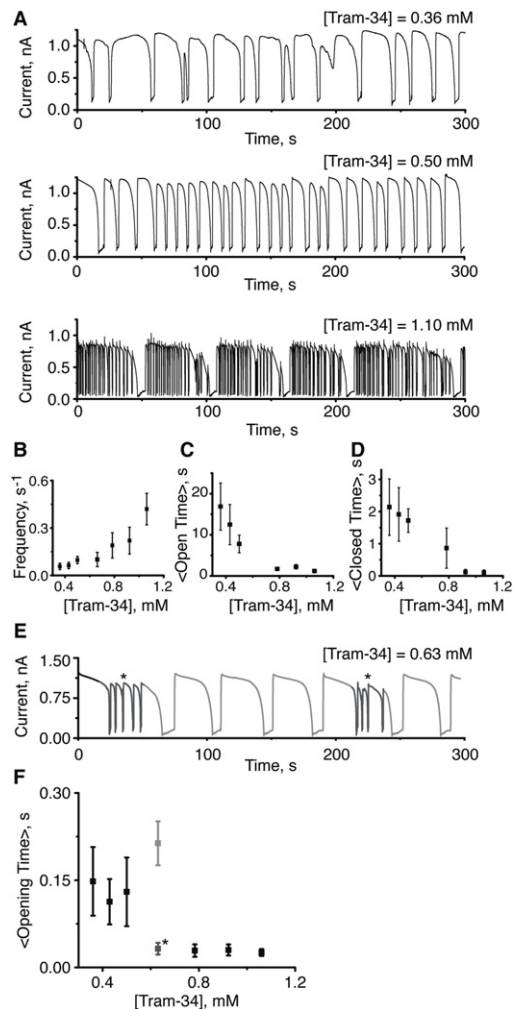 A
[Tram-34] = 0.36 mM
Current, nA
1.0
0.5
0.0
0
100
200
300
Time, s
[Tram-34] = 0.50 mM
Current, nA
1.0
0.5
0
0
100
200
300
Time, s
[Tram-34] = 1.10 mM
Current, nA
1.0
0.5
0.0
0
100
200
300
Time, s
B
Frequency, s-1
0.6
0.3
0.0
0.4
0.8
1.2
[Tram-34], mM
C
<Open Time>, s
20
10
0
0.4
0.8
1.2
[Tram-34], mM
D
<Closed Time>, s
3
2
1
0
0.4
0.8
1.2
[Tram-34], mM
E
[Tram-34] = 0.63 mM
Current, nA
1.50
0.75
0.00
*
*
0
100
200
300
Time, s
F
<Opening Time>, s
0.30
0.15
0.00
*
0.4
0.8
1.2
[Tram-34], mM